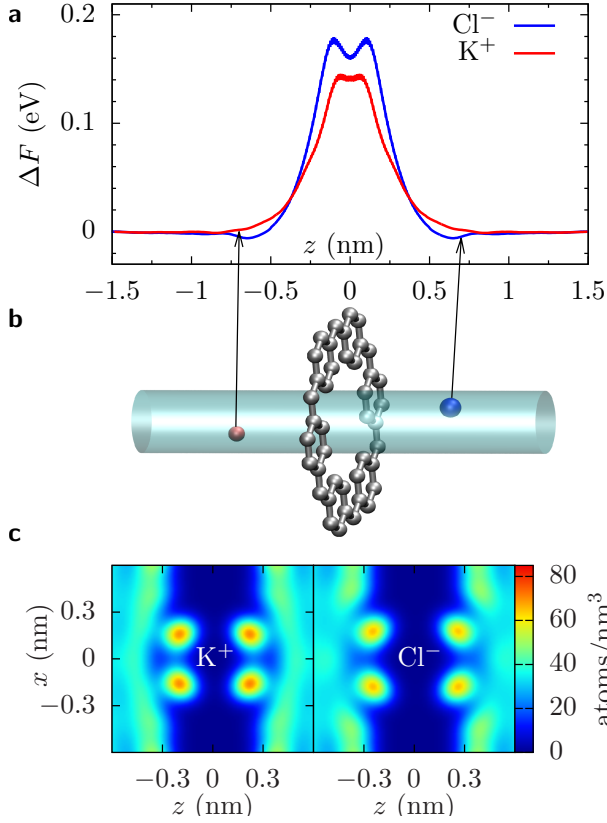 a
Cl⁻
K⁺
0.2
0.1
0
ΔF (eV)
z (nm)
−1.5 −1 −0.5 0 0.5 1 1.5
b
c
0.3
0
−0.3
x (nm)
K⁺
Cl⁻
80
60
40
20
0
atoms/nm³
−0.3 0 0.3 −0.3 0 0.3
z (nm) z (nm)